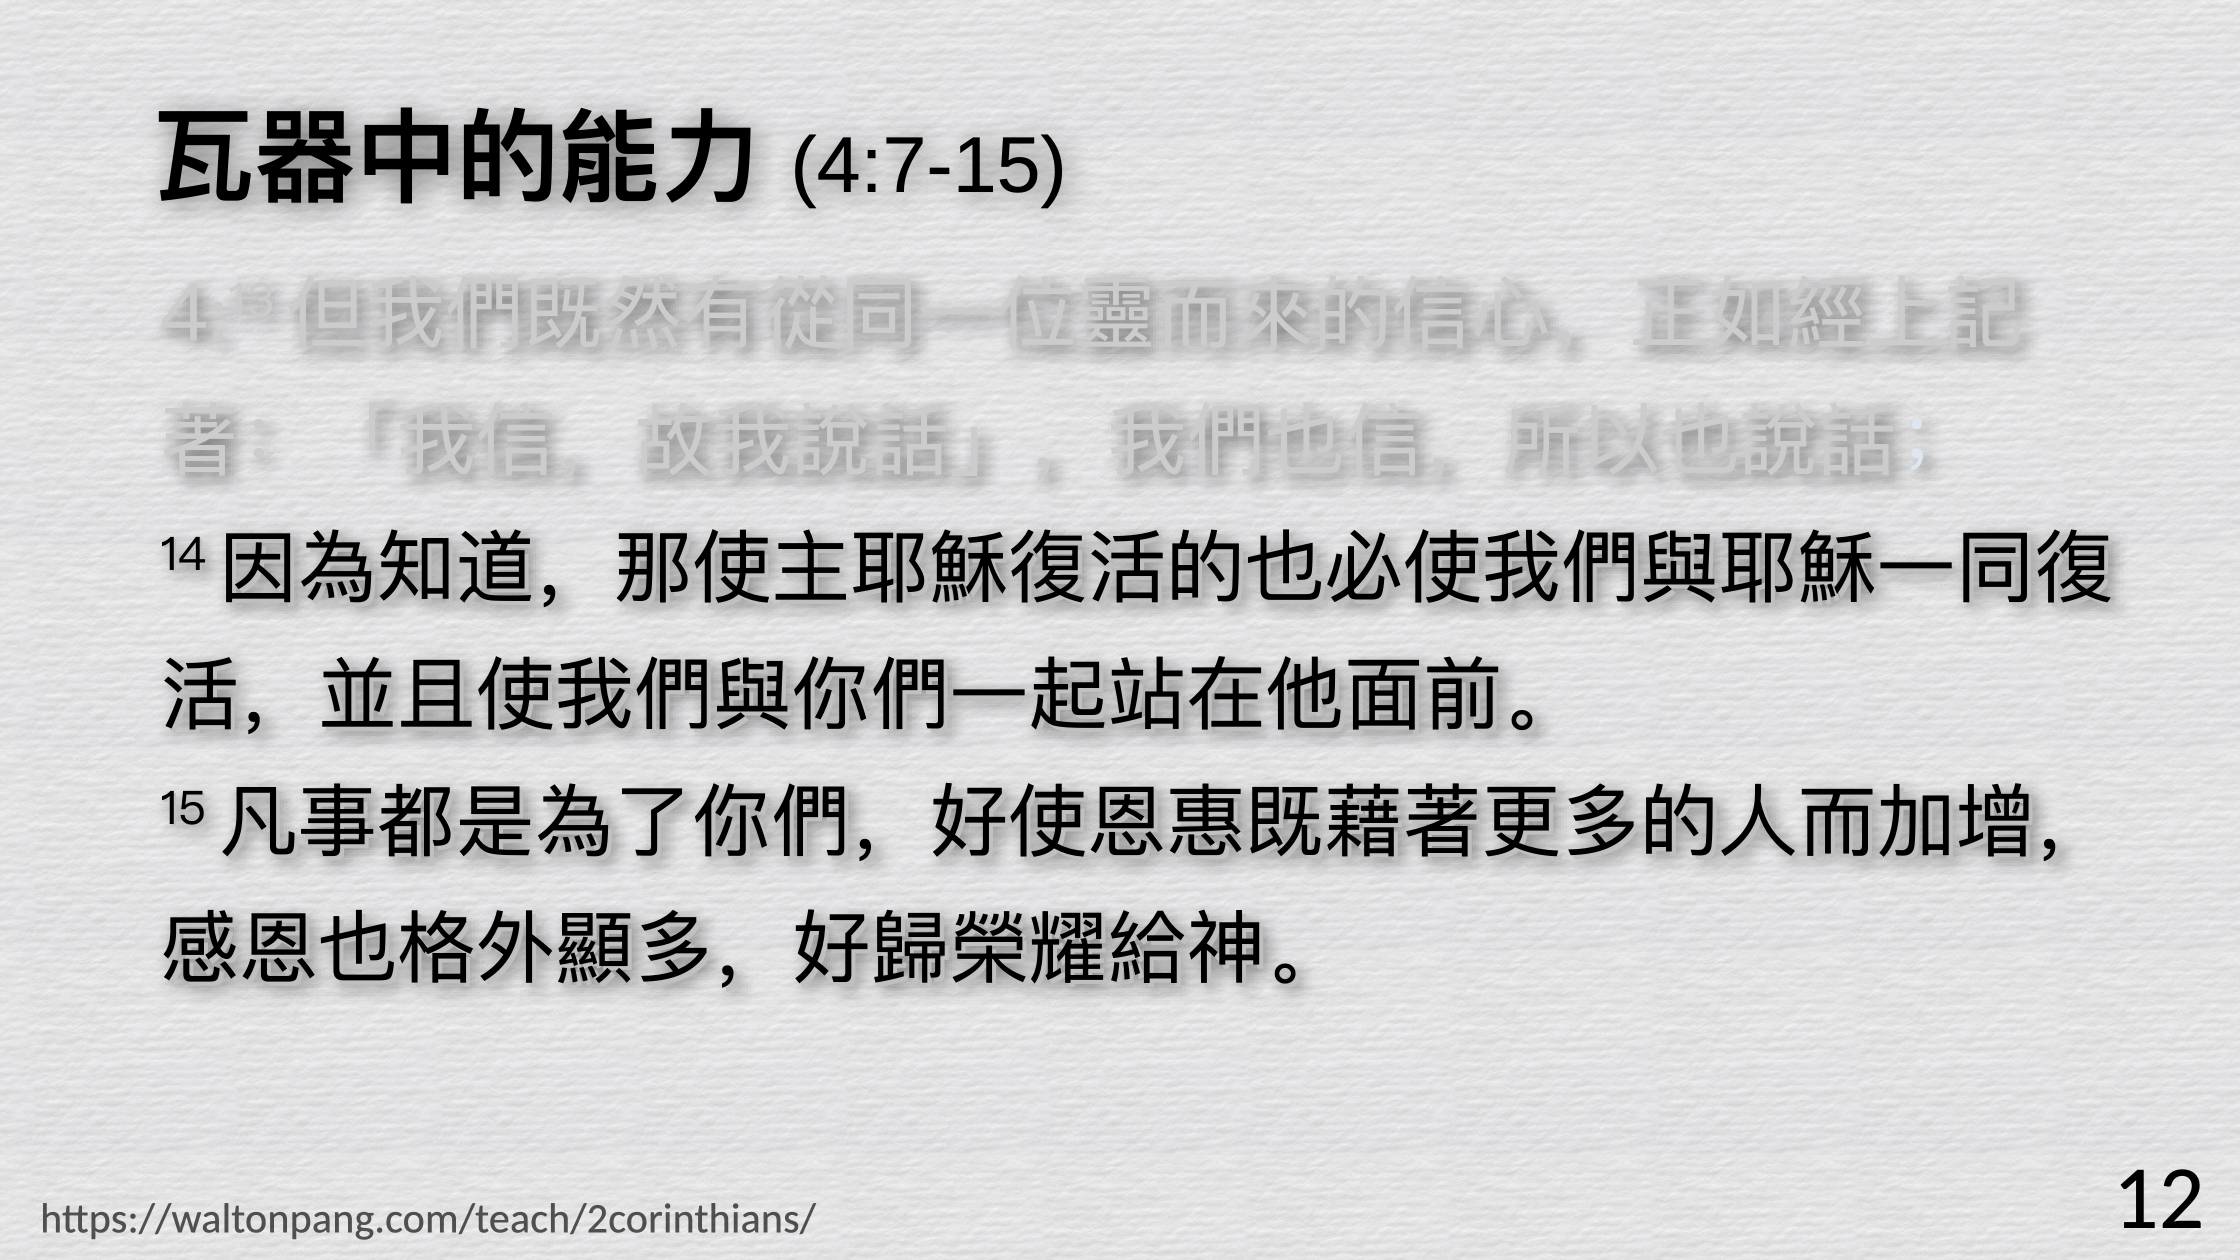 瓦器中的能力 (4:7-15)
4 13 但我們既然有從同一位靈而來的信心，正如經上記
著：「我信，故我說話」，我們也信，所以也說話；
14 因為知道，那使主耶穌復活的也必使我們與耶穌一同復
活，並且使我們與你們一起站在他面前。
15 凡事都是為了你們，好使恩惠既藉著更多的人而加增，
感恩也格外顯多，好歸榮耀給神。
https://waltonpang.com/teach/2corinthians/
12